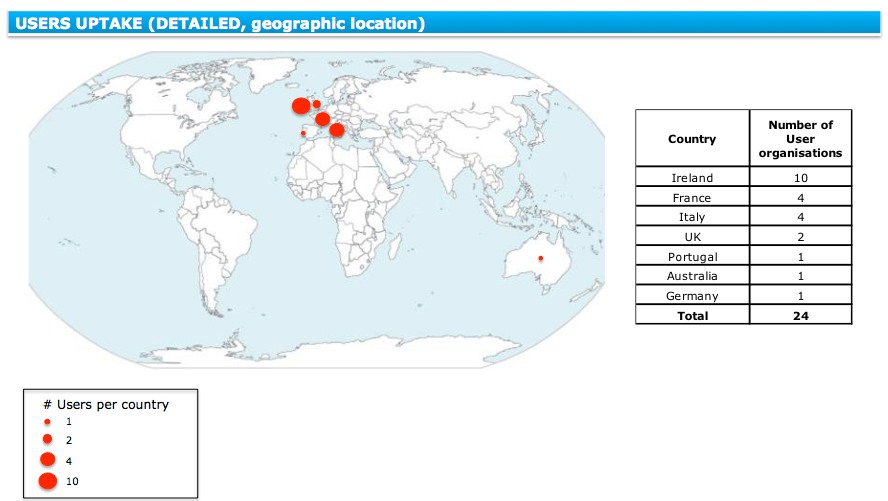 USERS UPTAKE (DETAILED, geographic location)
Country
Number of
User
organisations
Ireland 10
France 4
Italy 4
UK 2
Portugal 1
Australia 1
Germany 1
Total 24
# Users per country
1
2
4
10